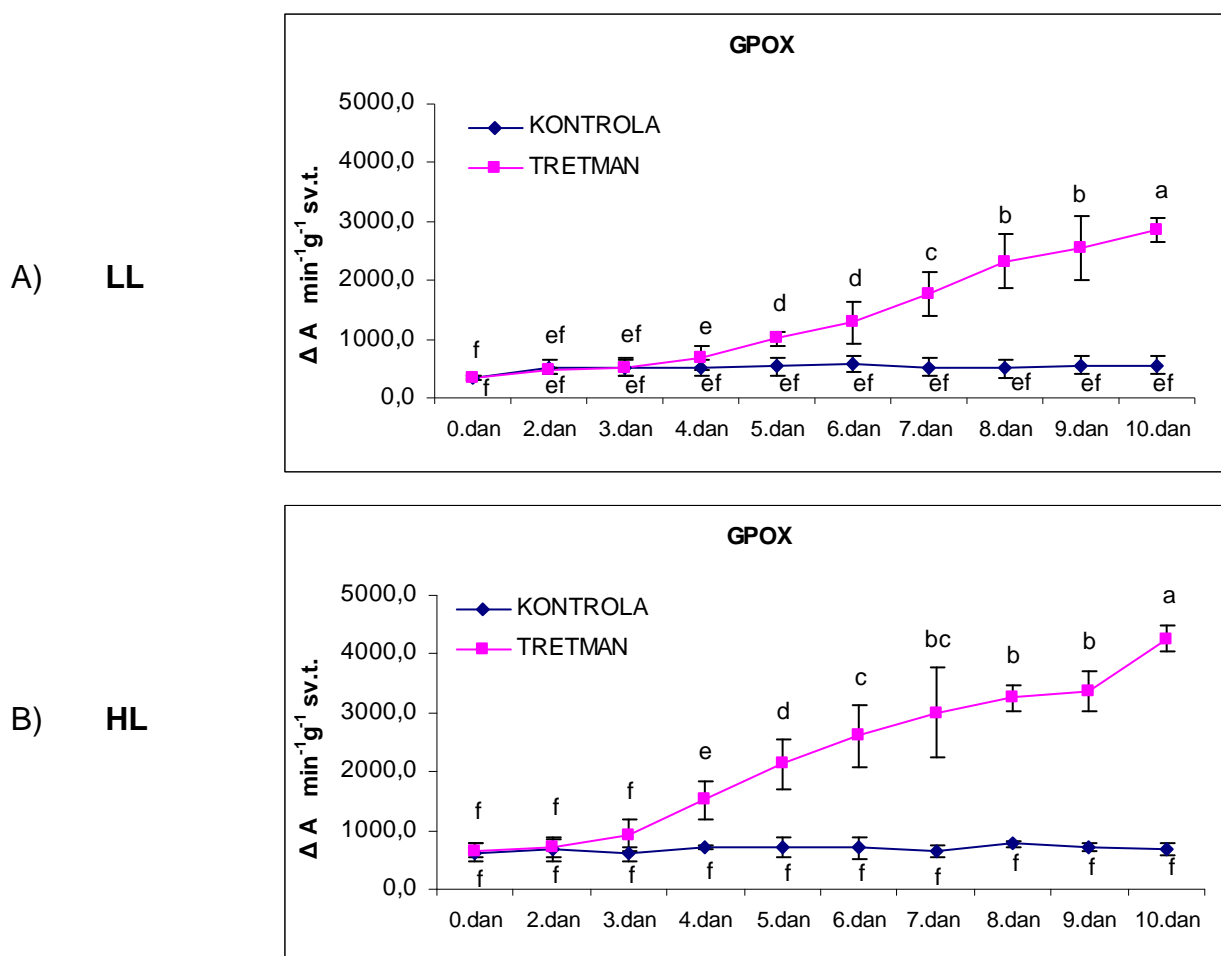 A) LL
GPOX
Δ A min⁻¹g⁻¹ sv.t.
5000,0
4000,0
3000,0
2000,0
1000,0
0,0
KONTROLA
TRETMAN
f ef ef e d d c b b a
f ef ef ef ef ef ef ef ef ef
0.dan 2.dan 3.dan 4.dan 5.dan 6.dan 7.dan 8.dan 9.dan 10.dan
B) HL
GPOX
Δ A min⁻¹g⁻¹ sv.t.
5000,0
4000,0
3000,0
2000,0
1000,0
0,0
KONTROLA
TRETMAN
f f f e d c bc b b a
f f f f f f f f f f
0.dan 2.dan 3.dan 4.dan 5.dan 6.dan 7.dan 8.dan 9.dan 10.dan